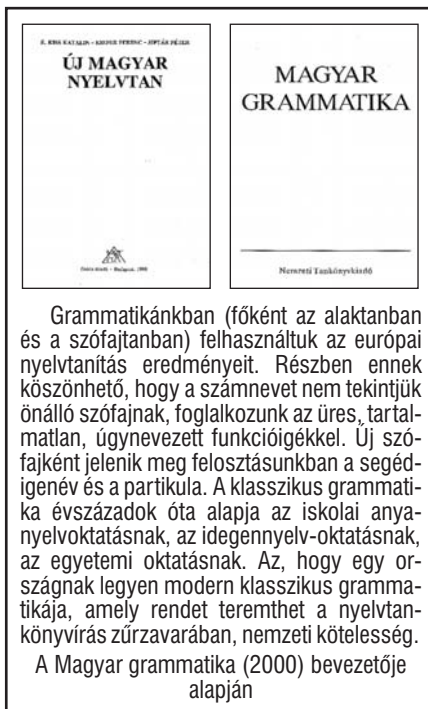 É. KISS KATALIN – KIEFER FERENC – SIPTÁR PÉTER
ÚJ MAGYAR
NYELVTAN
Osiris Kiadó – Budapest, 1998
MAGYAR
GRAMMATIKA
Nemzeti Tankönyvkiadó
Grammatikánkban (főként az alaktanban
és a szófajtanban) felhasználtuk az európai
nyelvtanítás eredményeit. Részben ennek
köszönhető, hogy a számnevet nem tekintjük
önálló szófajnak, foglalkozunk az üres, tartal-
matlan, úgynevezett funkcióigékkel. Új szó-
fajként jelenik meg felosztásunkban a segéd-
igenév és a partikula. A klasszikus grammati-
ka évszázadok óta alapja az iskolai anya-
nyelvoktatásnak, az idegennyelv-oktatásnak,
az egyetemi oktatásnak. Az, hogy egy or-
szágnak legyen modern klasszikus gramma-
tikája, amely rendet teremthet a nyelvtan-
könyvírás zűrzavarában, nemzeti kötelesség.
A Magyar grammatika (2000) bevezetője
alapján